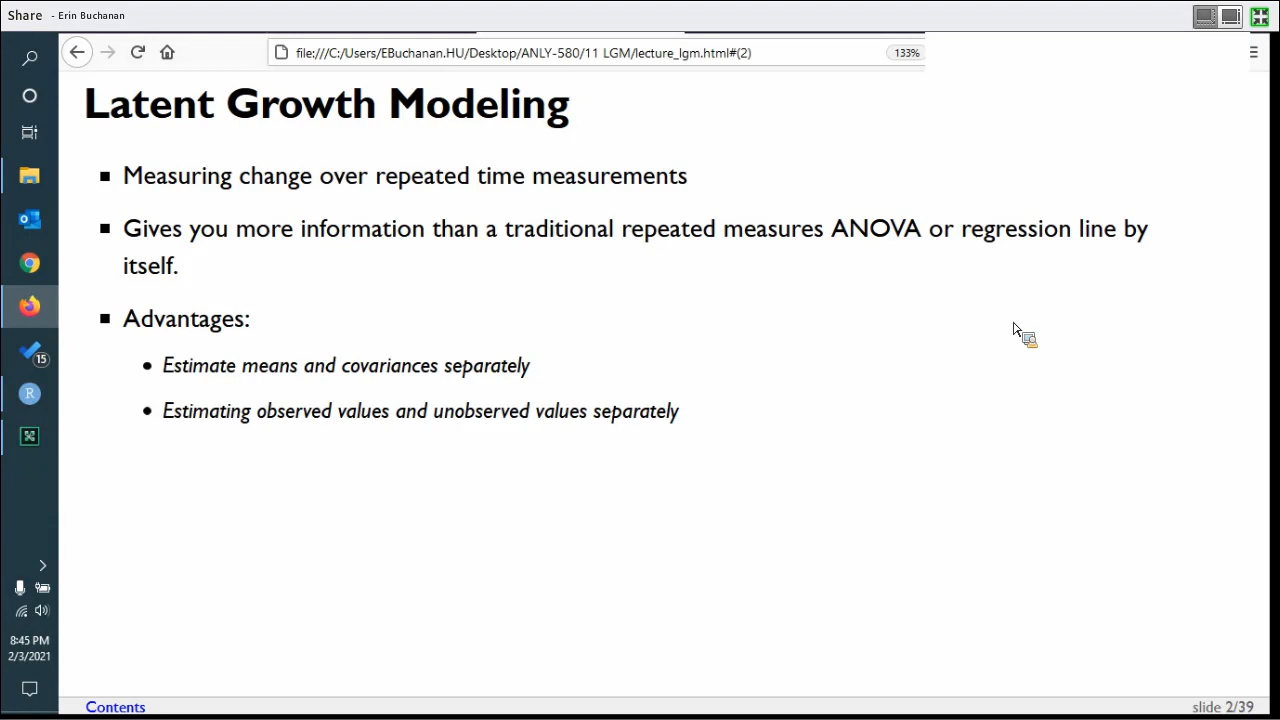 Share - Erin Buchanan
file:///C:/Users/EBuchanan.HU/Desktop/ANLY-580/11 LGM/lecture_lgm.html#(2)
133%
Latent Growth Modeling
Measuring change over repeated time measurements
Gives you more information than a traditional repeated measures ANOVA or regression line by
itself.
Advantages:
Estimate means and covariances separately
Estimating observed values and unobserved values separately
15
R
8:45 PM
2/3/2021
Contents
slide 2/39